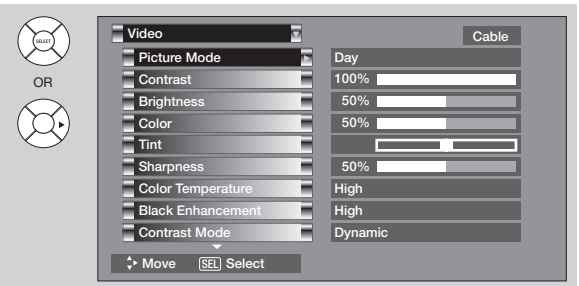 SELECT
OR
Video
Cable
Picture Mode Day
Contrast 100%
Brightness 50%
Color 50%
Tint
Sharpness 50%
Color Temperature High
Black Enhancement High
Contrast Mode Dynamic
Move SEL Select